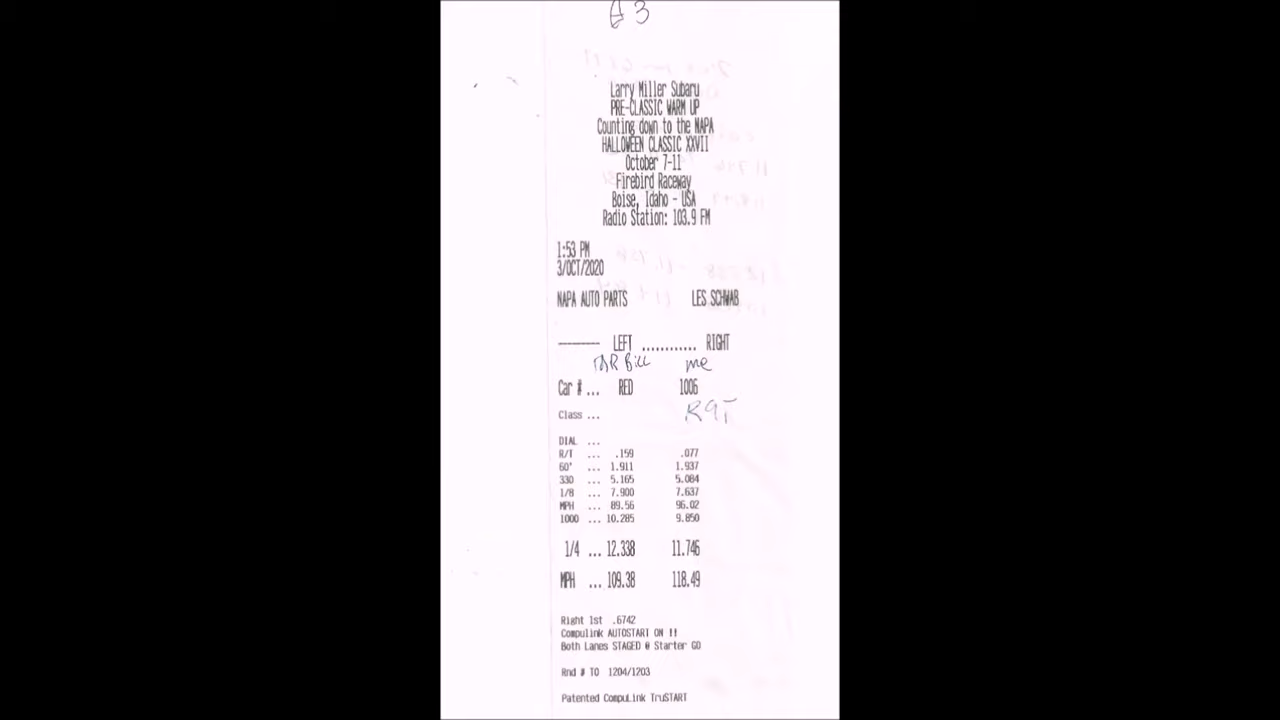 #3
Larry Miller Subaru
PRE-CLASSIC WARM UP
Counting down to the NAPA
HALLOWEEN CLASSIC XXVII
October 7-11
Firebird Raceway
Boise, Idaho - USA
Radio Station: 103.9 FM
1:53 PM
3/OCT/2020
NAPA AUTO PARTS LES SCHWAB
-------- LEFT ............ RIGHT
Bill me
Car # ... RED 1006
Class ... R9T
DIAL ...
R/T ... .159 .077
60' ... 1.911 1.937
330 ... 5.165 5.084
1/8 ... 7.900 7.637
MPH ... 89.56 96.02
1000 ... 10.285 9.850
1/4 ... 12.338 11.746
MPH ... 109.38 118.49
Right 1st .6742
Compulink AUTOSTART ON !!
Both Lanes STAGED @ Starter GO
Rnd # TO 1204/1203
Patented CompuLink TruSTART